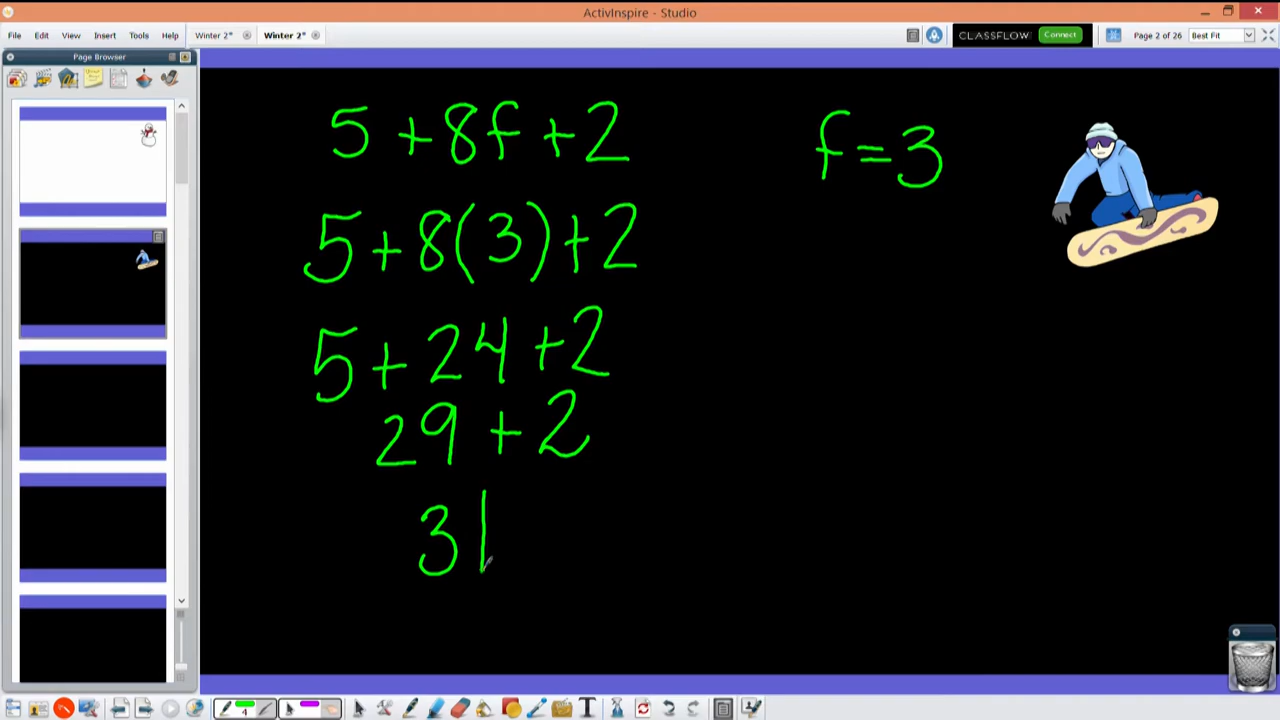 ActivInspire - Studio
File Edit View Insert Tools Help Winter 2* Winter 2* CLASSFLOW Connect Page 2 of 26 Best Fit
Page Browser
5 + 8f + 2
f = 3
5 + 8(3) + 2
5 + 24 + 2
29 + 2
31
4
T